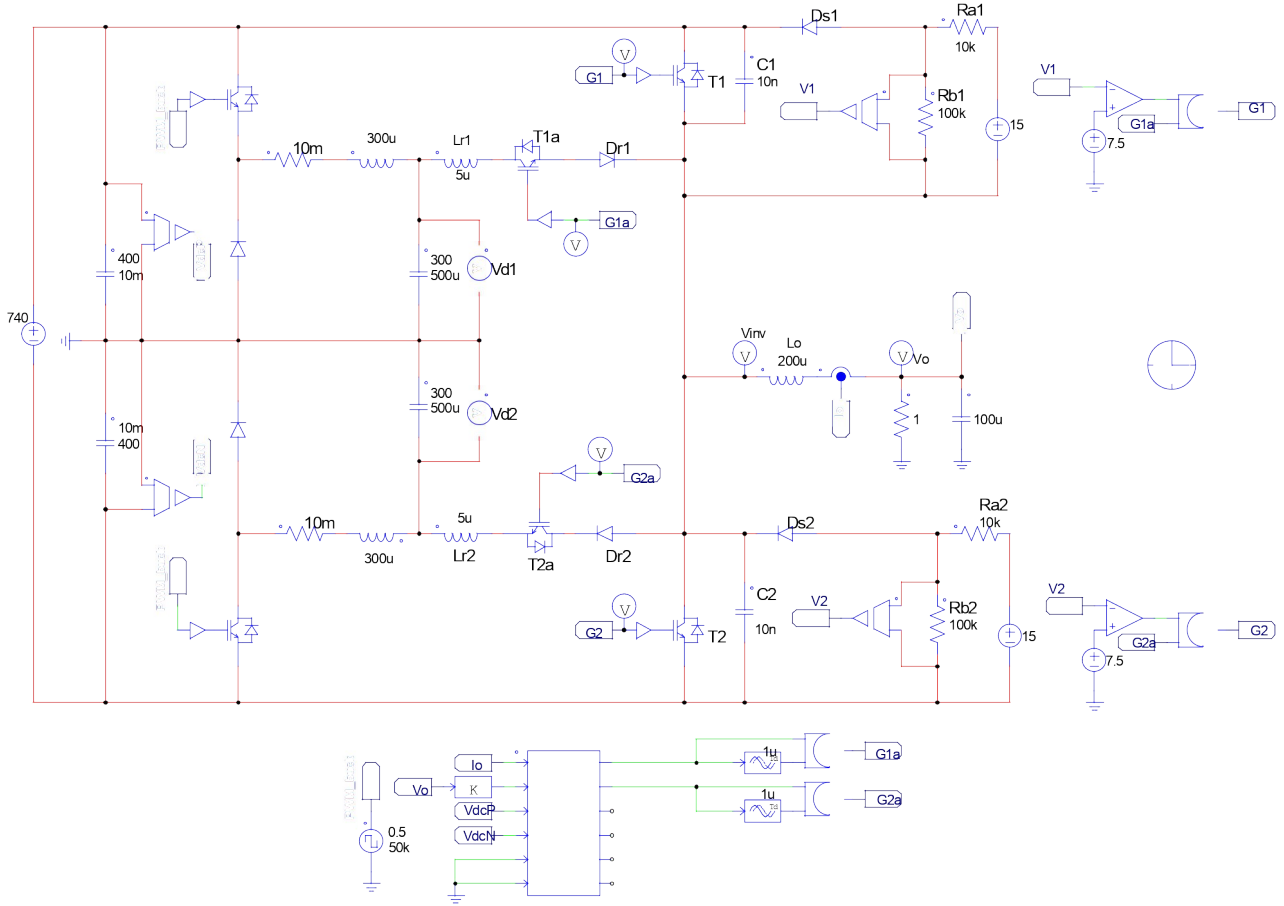 Ds1
Ra1
10k
G1
V
T1
C1
10n
V1
Rb1
100k
15
V1
G1
G1a
7.5
10m
300u
Lr1
5u
T1a
Dr1
G1a
V
400
10m
300
500u
Vd1
740
Vinv
V
Lo
200u
V
Vo
1
100u
10m
400
300
500u
Vd2
V
G2a
10m
300u
5u
Lr2
T2a
Dr2
Ds2
Ra2
10k
V
G2
T2
C2
10n
V2
Rb2
100k
15
V2
G2
G2a
7.5
Io
Vo
K
VdcP
VdcN
0.5
50k
1u
Td
G1a
1u
Td
G2a